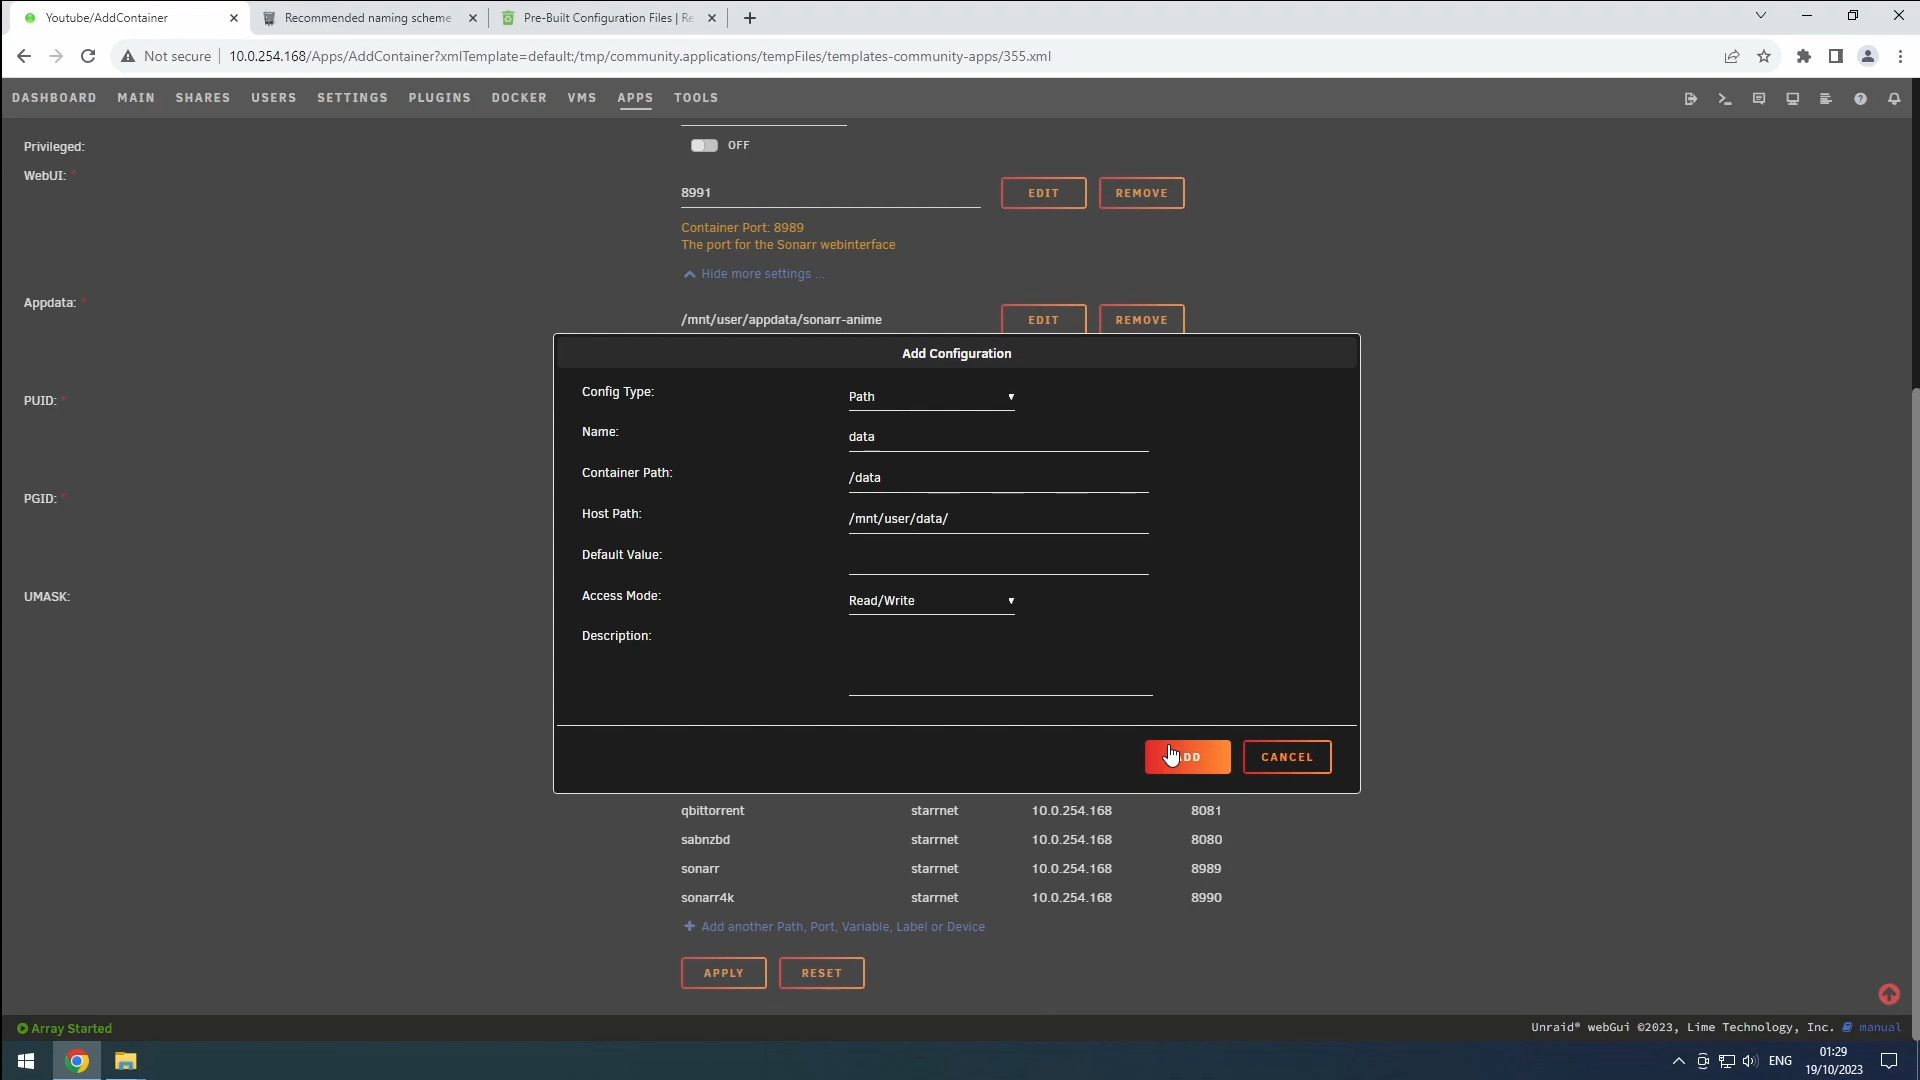 Youtube/AddContainer
Recommended naming scheme
Pre-Built Configuration Files | Re
Not secure
10.0.254.168/Apps/AddContainer?xmlTemplate=default:/tmp/community.applications/tempFiles/templates-community-apps/355.xml
DASHBOARD MAIN SHARES USERS SETTINGS PLUGINS DOCKER VMS APPS TOOLS
Privileged:
OFF
WebUI: *
8991
EDIT
REMOVE
Container Port: 8989
The port for the Sonarr webinterface
Hide more settings ...
Appdata: *
/mnt/user/appdata/sonarr-anime
EDIT
REMOVE
PUID: *
PGID: *
UMASK:
Add Configuration
Config Type:
Path
Name:
data
Container Path:
/data
Host Path:
/mnt/user/data/
Default Value:
Access Mode:
Read/Write
Description:
CANCEL
qbittorrent starrnet 10.0.254.168 8081
sabnzbd starrnet 10.0.254.168 8080
sonarr starrnet 10.0.254.168 8989
sonarr4k starrnet 10.0.254.168 8990
Add another Path, Port, Variable, Label or Device
APPLY
RESET
Array Started
Unraid® webGui ©2023, Lime Technology, Inc. manual
ENG
01:29
19/10/2023